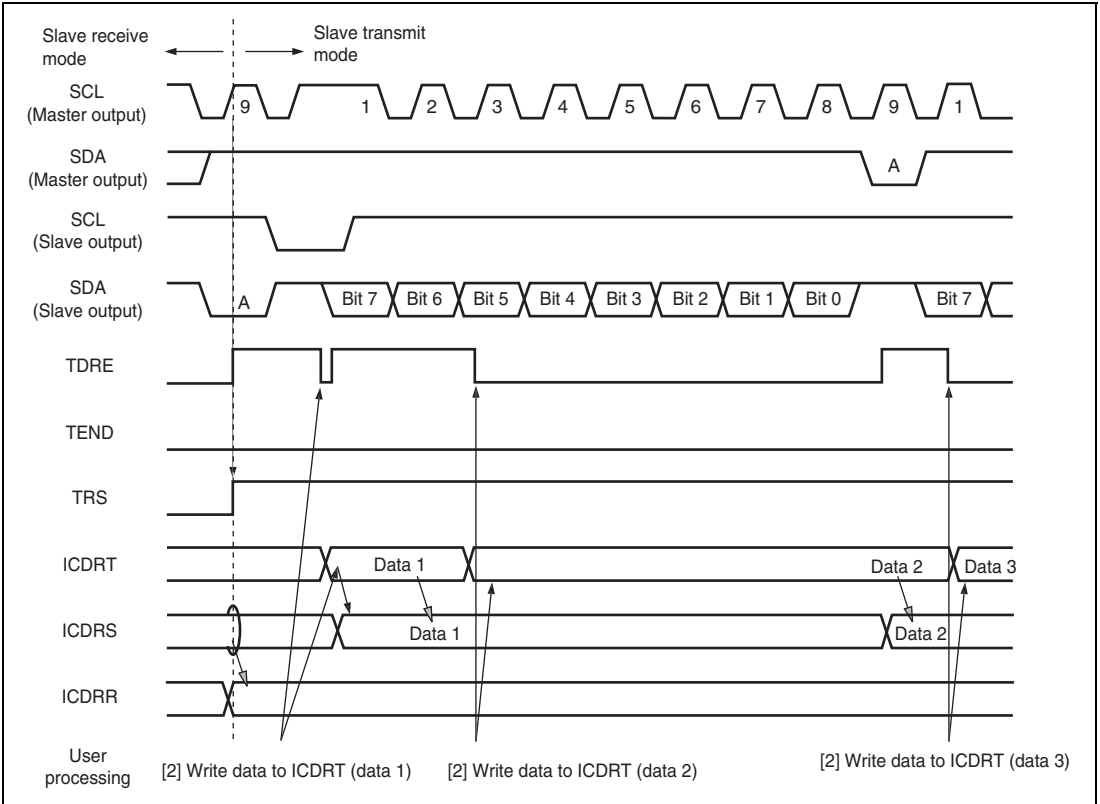 Slave receive
mode
Slave transmit
mode
SCL
(Master output)
9 1 2 3 4 5 6 7 8 9 1
SDA
(Master output)
A
SCL
(Slave output)
SDA
(Slave output)
A Bit 7 Bit 6 Bit 5 Bit 4 Bit 3 Bit 2 Bit 1 Bit 0 Bit 7
TDRE
TEND
TRS
ICDRT
Data 1 Data 2 Data 3
ICDRS
Data 1 Data 2
ICDRR
User
processing
[2] Write data to ICDRT (data 1) [2] Write data to ICDRT (data 2) [2] Write data to ICDRT (data 3)